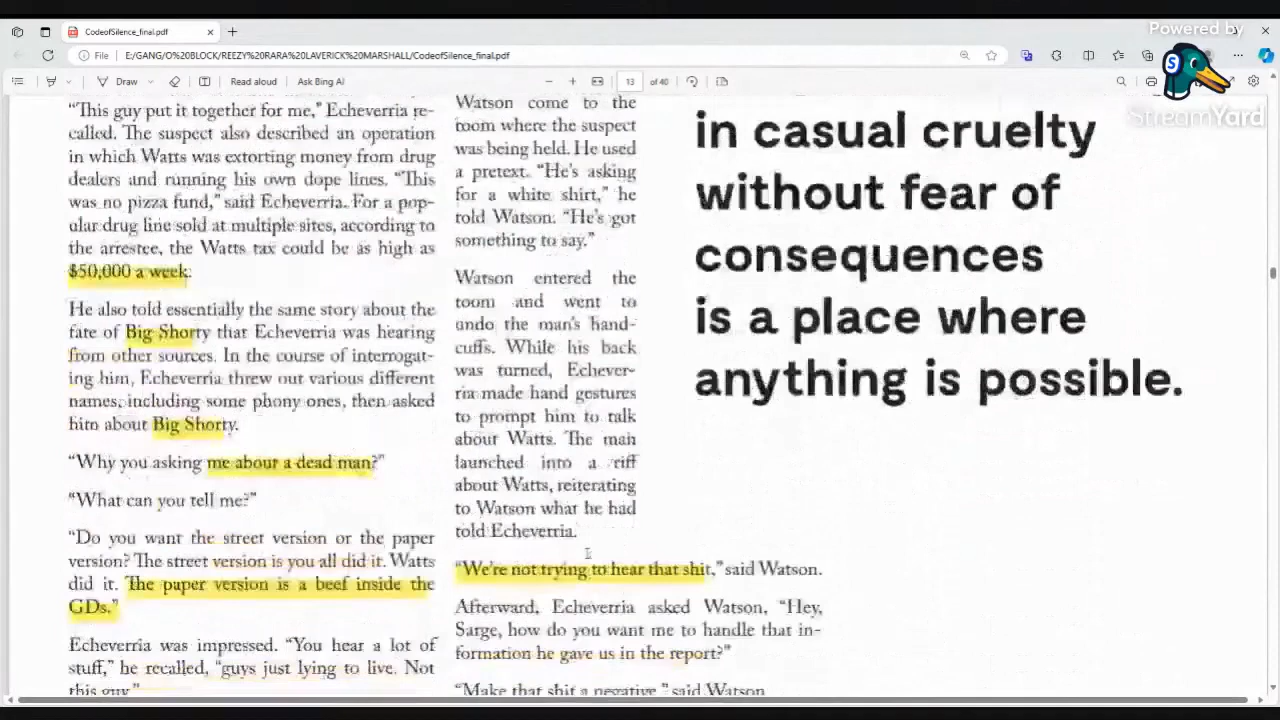 CodeofSilence_final.pdf
Powered by
StreamYard
File
E:/GANG/O%20BLOCK/REEZY%20RARA%20LAVERICK%20MARSHALL/CodeofSilence_final.pdf
Draw
Read aloud
Ask Bing AI
13
of 40
“This guy put it together for me,” Echeverria re-
called. The suspect also described an operation
in which Watts was extorting money from drug
dealers and running his own dope lines. “This
was no pizza fund,” said Echeverria. For a pop-
ular drug line sold at multiple sites, according to
the arrestee, the Watts tax could be as high as
$50,000 a week.
He also told essentially the same story about the
fate of Big Shorty that Echeverria was hearing
from other sources. In the course of interrogat-
ing him, Echeverria threw out various different
names, including some phony ones, then asked
him about Big Shorty.
“Why you asking me about a dead man?”
“What can you tell me?”
“Do you want the street version or the paper
version? The street version is you all did it. Watts
did it. The paper version is a beef inside the
GDs.”
Echeverria was impressed. “You hear a lot of
stuff,” he recalled, “guys just lying to live. Not
this guy.”
Watson come to the
room where the suspect
was being held. He used
a pretext. “He’s asking
for a white shirt,” he
told Watson. “He’s got
something to say.”
Watson entered the
room and went to
undo the man’s hand-
cuffs. While his back
was turned, Echever-
ria made hand gestures
to prompt him to talk
about Watts. The man
launched into a riff
about Watts, reiterating
to Watson what he had
told Echeverria.
“We’re not trying to hear that shit,” said Watson.
Afterward, Echeverria asked Watson, “Hey,
Sarge, how do you want me to handle that in-
formation he gave us in the report?”
“Make that shit a negative,” said Watson
in casual cruelty
without fear of
consequences
is a place where
anything is possible.